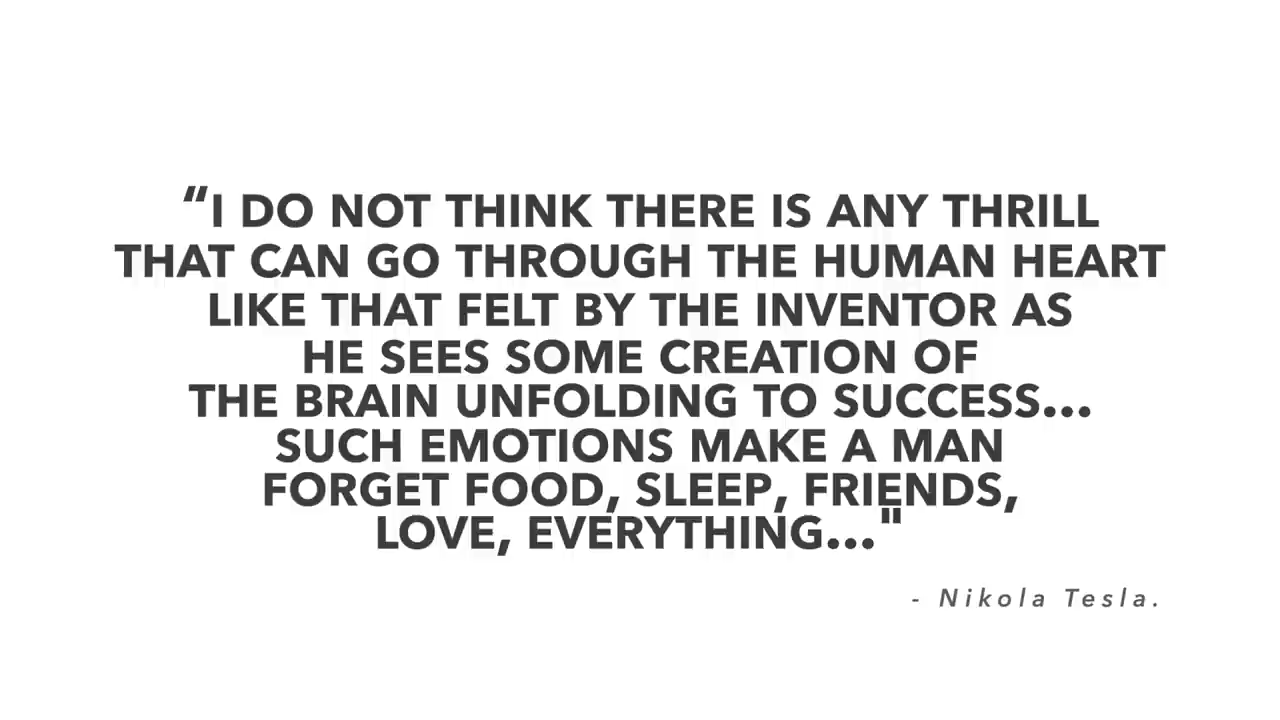 “I DO NOT THINK THERE IS ANY THRILL
THAT CAN GO THROUGH THE HUMAN HEART
LIKE THAT FELT BY THE INVENTOR AS
HE SEES SOME CREATION OF
THE BRAIN UNFOLDING TO SUCCESS...
SUCH EMOTIONS MAKE A MAN
FORGET FOOD, SLEEP, FRIENDS,
LOVE, EVERYTHING..."
- Nikola Tesla.